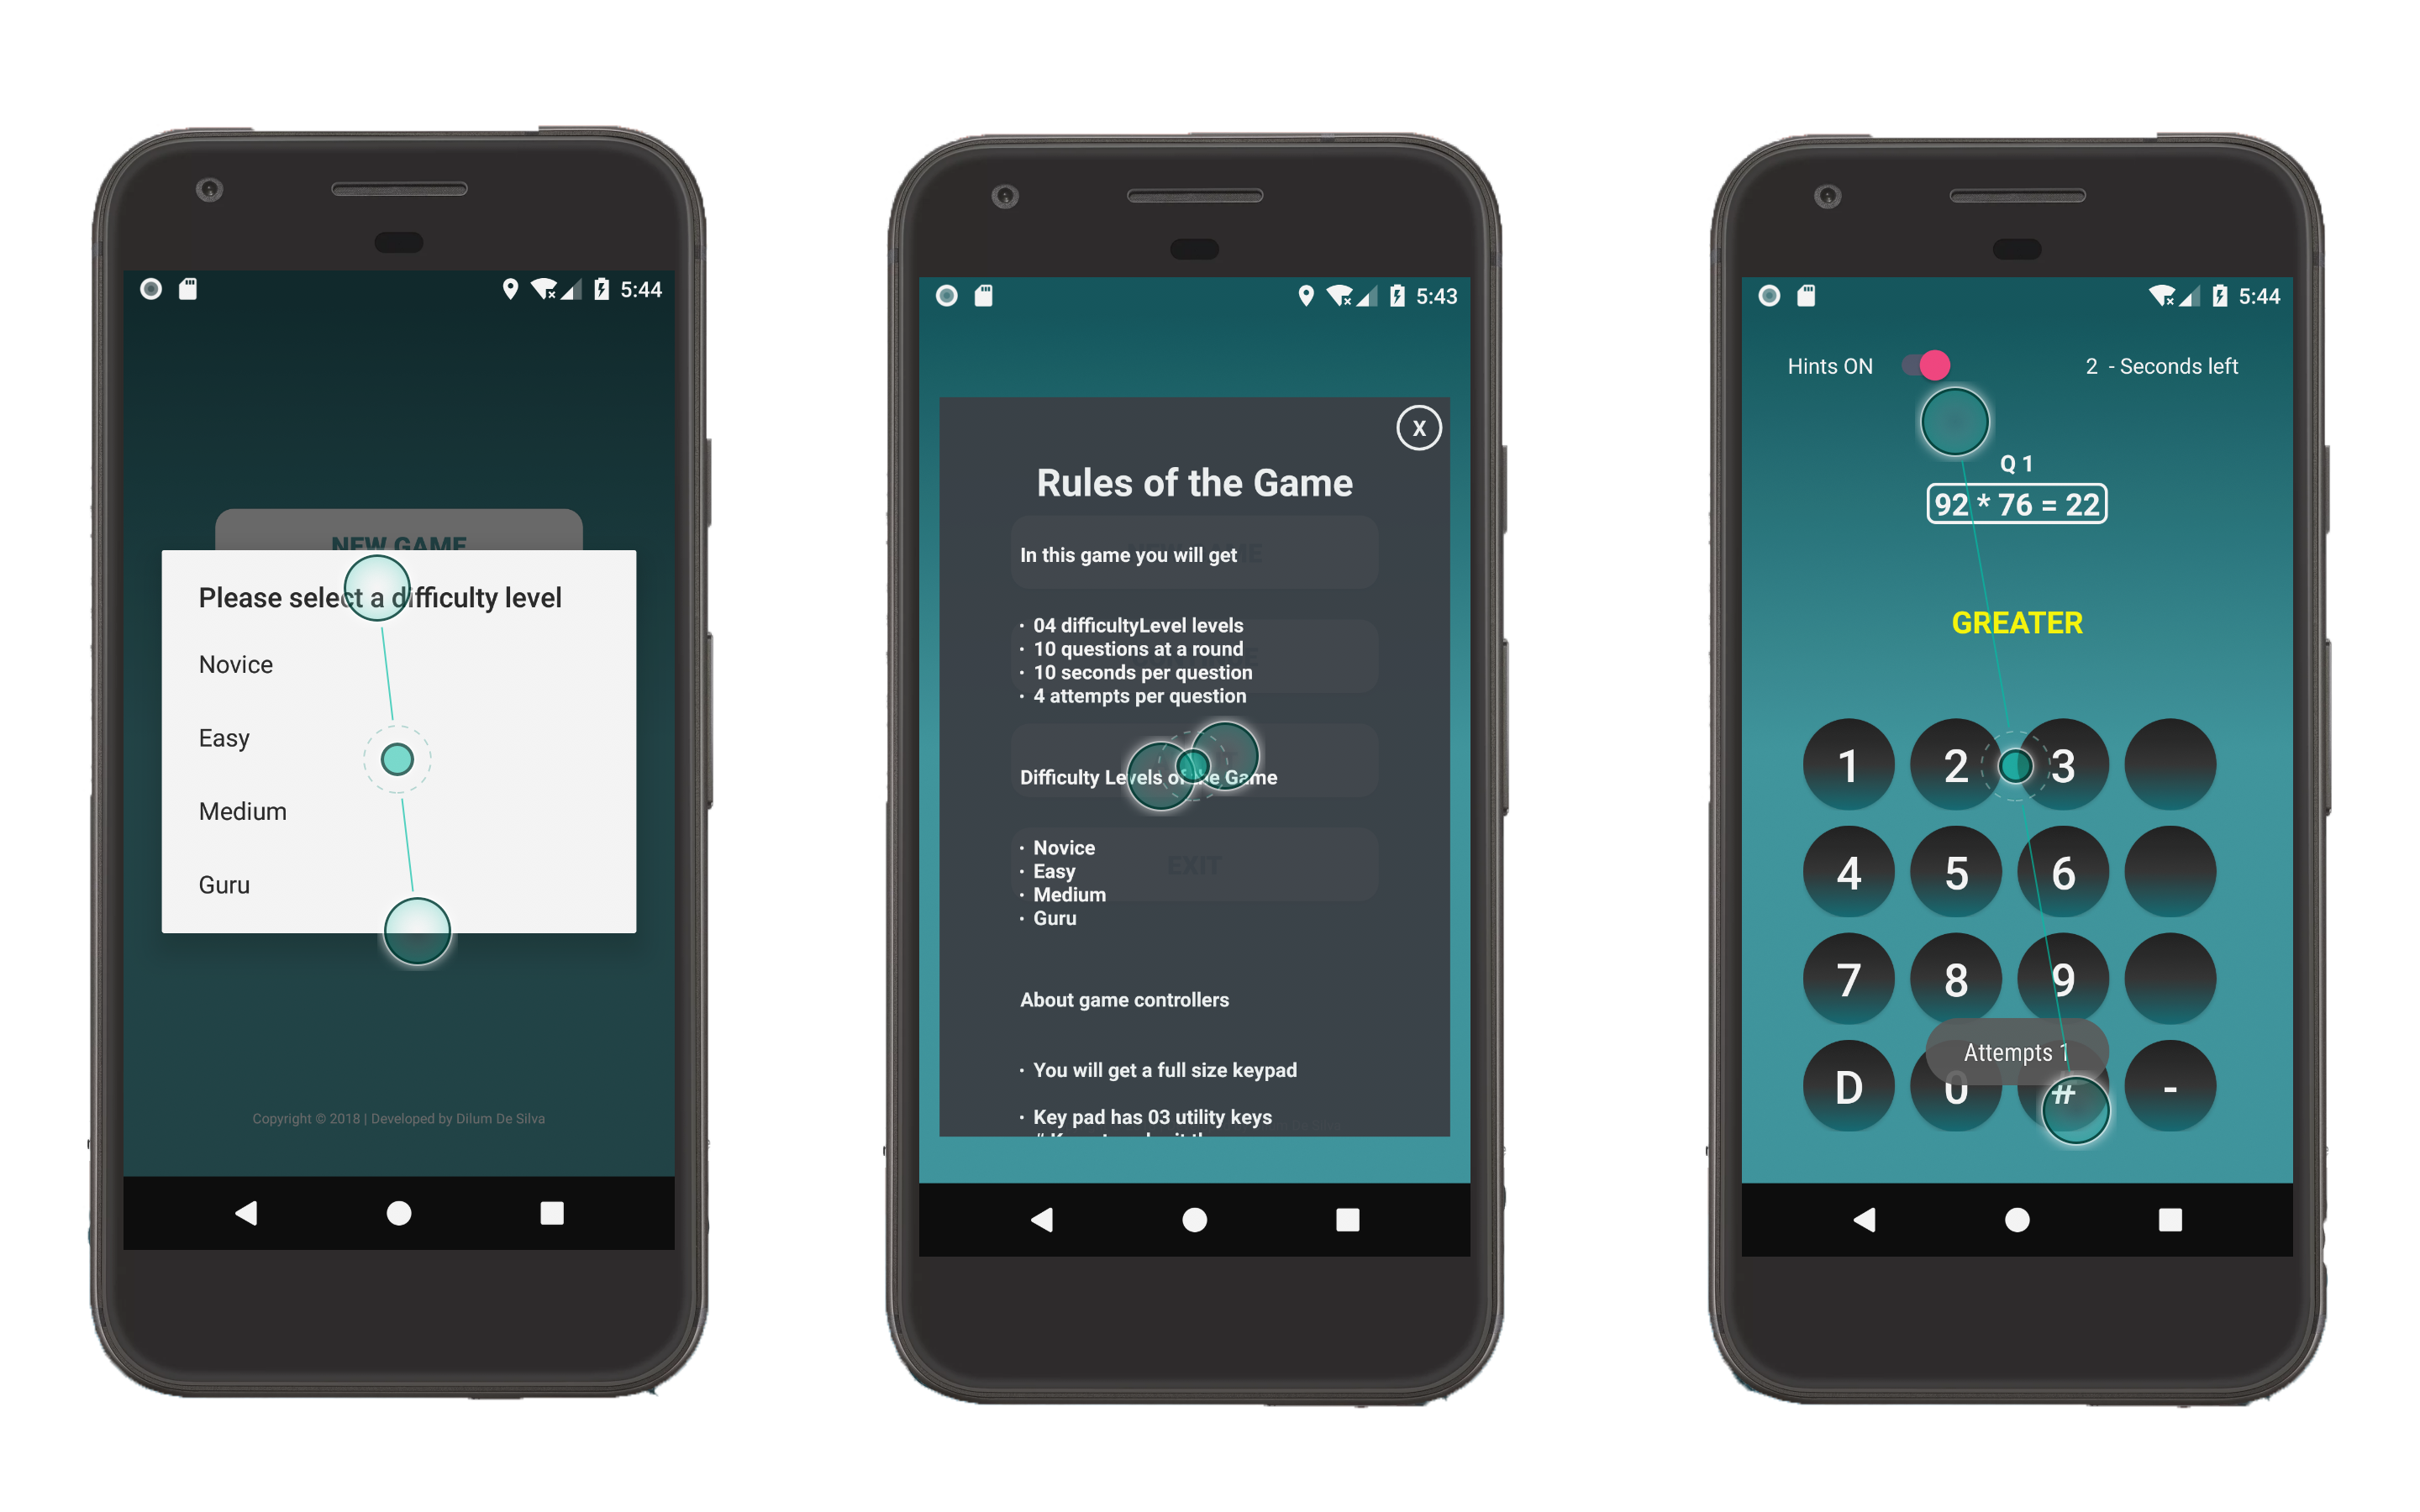 5:44
NEW GAME
Please select a difficulty level
Novice
Easy
Medium
Guru
Copyright © 2018 | Developed by Dilum De Silva
5:43
X
Rules of the Game
In this game you will get
· 04 difficultyLevel levels
· 10 questions at a round
· 10 seconds per question
· 4 attempts per question
Difficulty Levels of the Game
· Novice
· Easy
EXIT
· Medium
· Guru
About game controllers
· You will get a full size keypad
· Key pad has 03 utility keys
5:44
Hints ON
2 - Seconds left
Q 1
92 * 76 = 22
GREATER
1 2 3
4 5 6
7 8 9
Attempts 1
D 0 # -